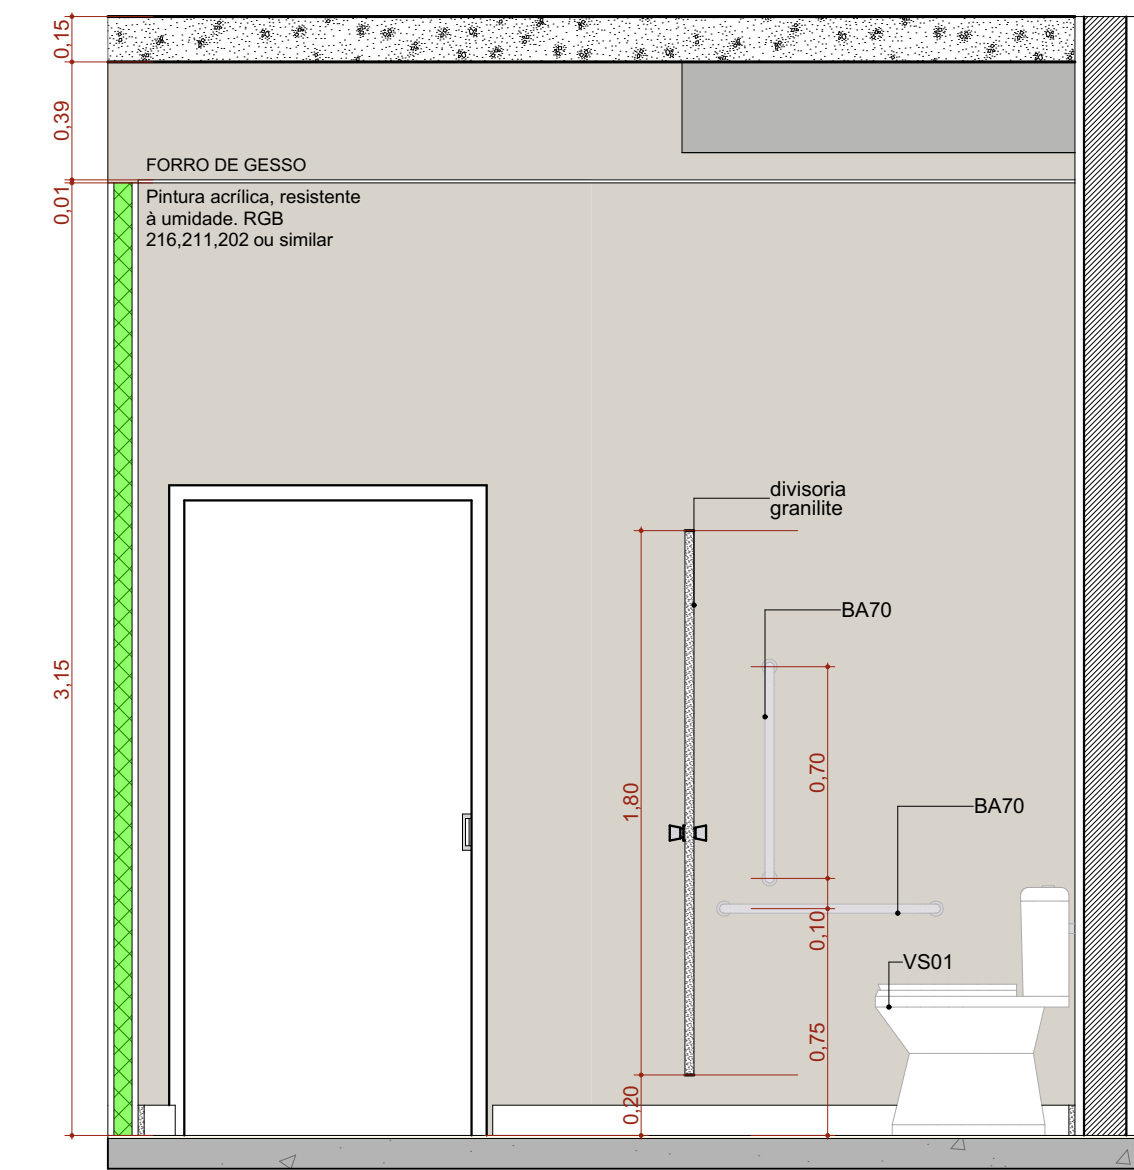 0,15
0,39
FORRO DE GESSO
0,01
Pintura acrílica, resistente
à umidade. RGB
216,211,202 ou similar
divisoria
granilite
BA70
3,15
0,70
1,80
BA70
0,10
VS01
0,75
0,20